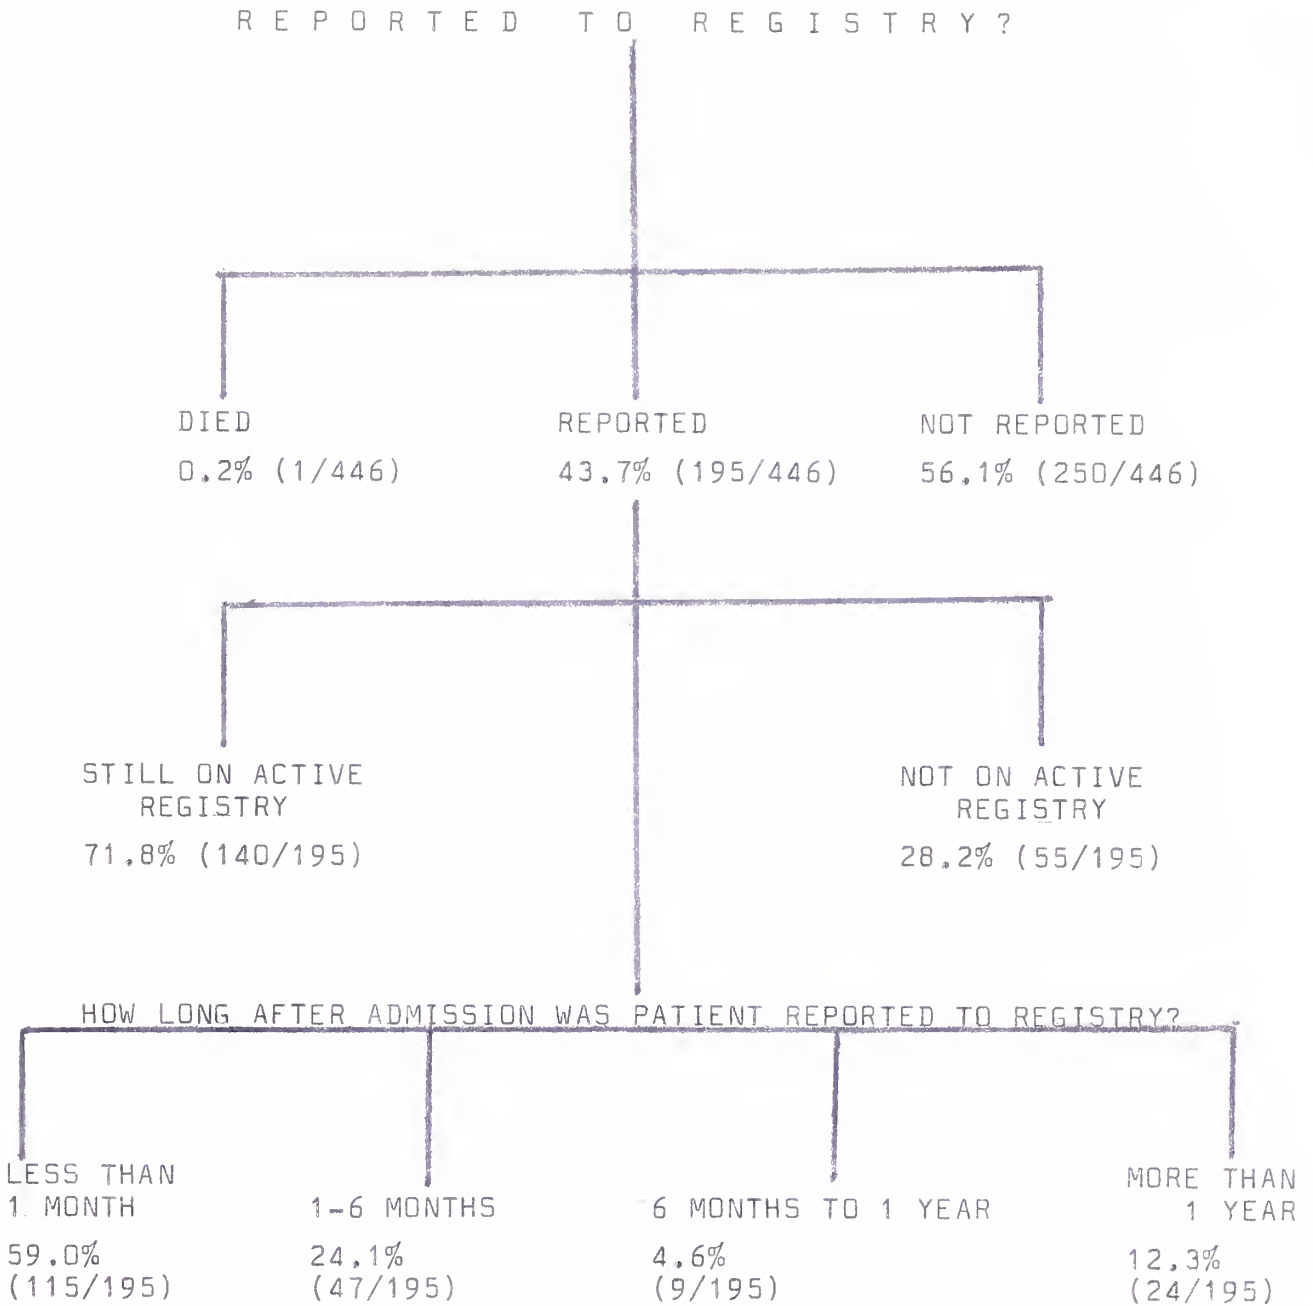 REPORTED TO REGISTRY?
DIED
0.2% (1/446)
REPORTED
43.7% (195/446)
NOT REPORTED
56.1% (250/446)
STILL ON ACTIVE
REGISTRY
71.8% (140/195)
NOT ON ACTIVE
REGISTRY
28.2% (55/195)
HOW LONG AFTER ADMISSION WAS PATIENT REPORTED TO REGISTRY?
LESS THAN
1 MONTH
59.0%
(115/195)
1-6 MONTHS
24.1%
(47/195)
6 MONTHS TO 1 YEAR
4.6%
(9/195)
MORE THAN
1 YEAR
12.3%
(24/195)